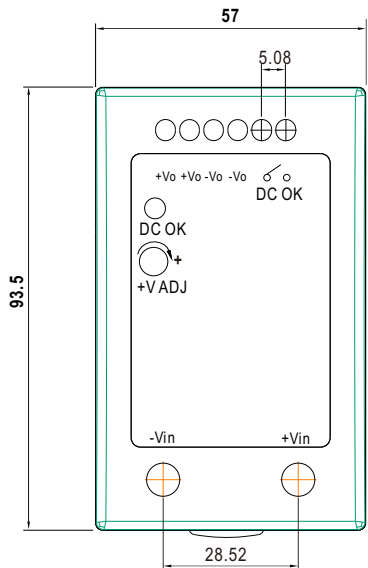 57
5.08
+Vo +Vo -Vo -Vo
DC OK
DC OK
+
+V ADJ
93.5
-Vin +Vin
28.52